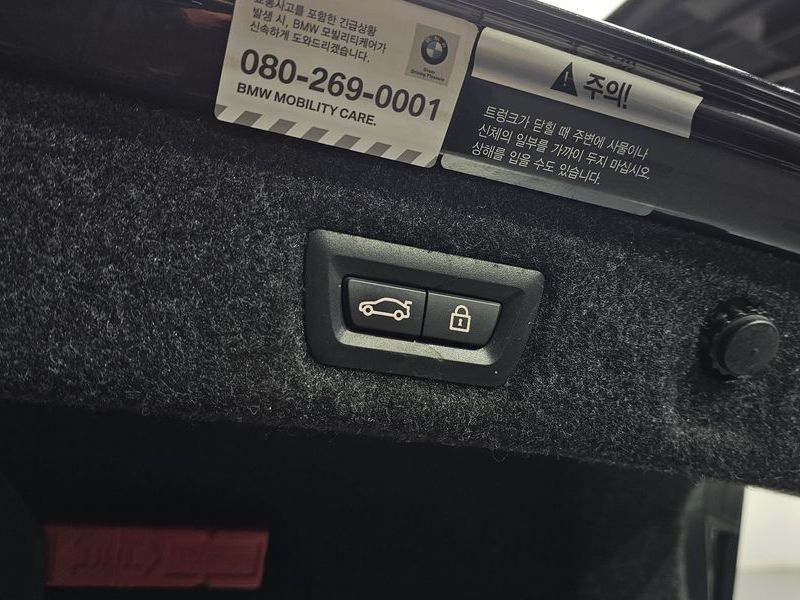 교통사고를 포함한 긴급상황
발생 시, BMW 모빌리티케어가
신속하게 도와드리겠습니다.
080-269-0001
BMW MOBILITY CARE.
BMW
Sheer
Driving Pleasure
주의!
트렁크가 닫힐 때 주변에 사물이나
신체의 일부를 가까이 두지 마십시오.
상해를 입을 수도 있습니다.